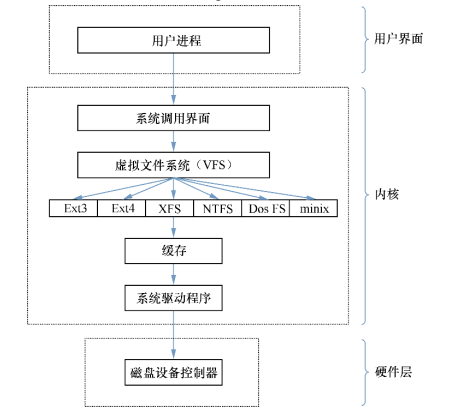 用户进程
用户界面
系统调用界面
虚拟文件系统（VFS）
Ext3 Ext4 XFS NTFS Dos FS minix
内核
缓存
系统驱动程序
磁盘设备控制器
硬件层